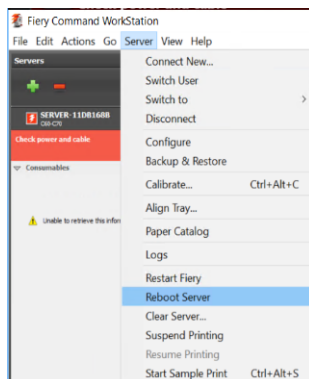 Fiery Command WorkStation
File Edit Actions Go Server View Help
Servers
SERVER-11DB1688
C60-C70
Check power and cable
Consumables
Unable to retrieve this infor
Connect New...
Switch User
Switch to >
Disconnect
Configure
Backup & Restore
Calibrate... Ctrl+Alt+C
Align Tray...
Paper Catalog
Logs
Restart Fiery
Reboot Server
Clear Server...
Suspend Printing
Resume Printing
Start Sample Print Ctrl+Alt+S